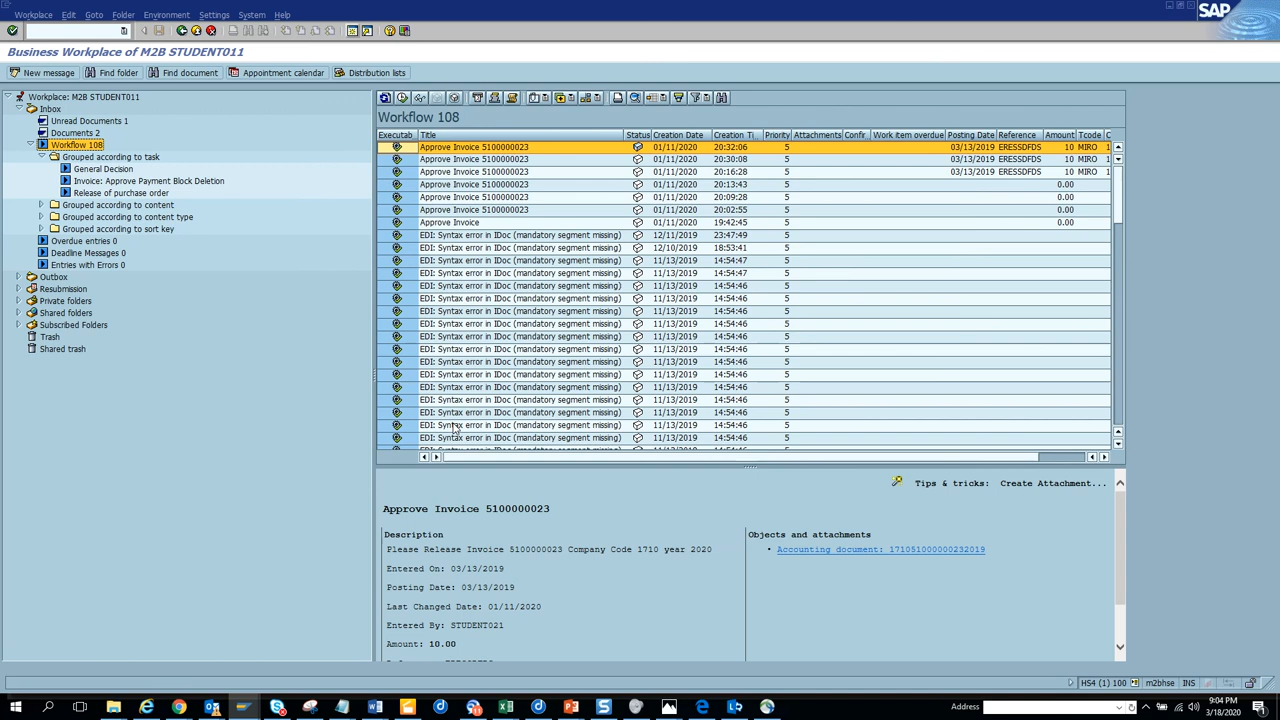 Workplace Edit Goto Folder Environment Settings System Help
SAP
Business Workplace of M2B STUDENT011
New message Find folder Find document Appointment calendar Distribution lists
Workplace: M2B STUDENT011
Inbox
Unread Documents 1
Documents 2
Workflow 108
Grouped according to task
General Decision
Invoice: Approve Payment Block Deletion
Release of purchase order
Grouped according to content
Grouped according to content type
Grouped according to sort key
Overdue entries 0
Deadline Messages 0
Entries with Errors 0
Outbox
Resubmission
Private folders
Shared folders
Subscribed Folders
Trash
Shared trash
Workflow 108
Executab Title Status Creation Date Creation Ti... Priority Attachments Confir Work item overdue Posting Date Reference Amount Tcode C
Approve Invoice 5100000023 01/11/2020 20:32:06 5 03/13/2019 ERESSDFDS 10 MIRO 1
Approve Invoice 5100000023 01/11/2020 20:30:08 5 03/13/2019 ERESSDFDS 10 MIRO 1
Approve Invoice 5100000023 01/11/2020 20:16:28 5 03/13/2019 ERESSDFDS 10 MIRO 1
Approve Invoice 5100000023 01/11/2020 20:13:43 5 0.00
Approve Invoice 5100000023 01/11/2020 20:09:28 5 0.00
Approve Invoice 5100000023 01/11/2020 20:02:55 5 0.00
Approve Invoice 01/11/2020 19:42:45 5 0.00
EDI: Syntax error in IDoc (mandatory segment missing) 12/11/2019 23:47:49 5
EDI: Syntax error in IDoc (mandatory segment missing) 12/10/2019 18:53:41 5
EDI: Syntax error in IDoc (mandatory segment missing) 11/13/2019 14:54:47 5
EDI: Syntax error in IDoc (mandatory segment missing) 11/13/2019 14:54:47 5
EDI: Syntax error in IDoc (mandatory segment missing) 11/13/2019 14:54:46 5
EDI: Syntax error in IDoc (mandatory segment missing) 11/13/2019 14:54:46 5
EDI: Syntax error in IDoc (mandatory segment missing) 11/13/2019 14:54:46 5
EDI: Syntax error in IDoc (mandatory segment missing) 11/13/2019 14:54:46 5
EDI: Syntax error in IDoc (mandatory segment missing) 11/13/2019 14:54:46 5
EDI: Syntax error in IDoc (mandatory segment missing) 11/13/2019 14:54:46 5
EDI: Syntax error in IDoc (mandatory segment missing) 11/13/2019 14:54:46 5
EDI: Syntax error in IDoc (mandatory segment missing) 11/13/2019 14:54:46 5
EDI: Syntax error in IDoc (mandatory segment missing) 11/13/2019 14:54:46 5
EDI: Syntax error in IDoc (mandatory segment missing) 11/13/2019 14:54:46 5
EDI: Syntax error in IDoc (mandatory segment missing) 11/13/2019 14:54:46 5
EDI: Syntax error in IDoc (mandatory segment missing) 11/13/2019 14:54:46 5
Tips & tricks: Create Attachment...
Approve Invoice 5100000023
Description
Please Release Invoice 5100000023 Company Code 1710 year 2020
Entered On: 03/13/2019
Posting Date: 03/13/2019
Last Changed Date: 01/11/2020
Entered By: STUDENT021
Amount: 10.00
Objects and attachments
• Accounting document: 171051000000232019
HS4 (1) 100 m2bhse INS
Address
9:04 PM
3/18/2020